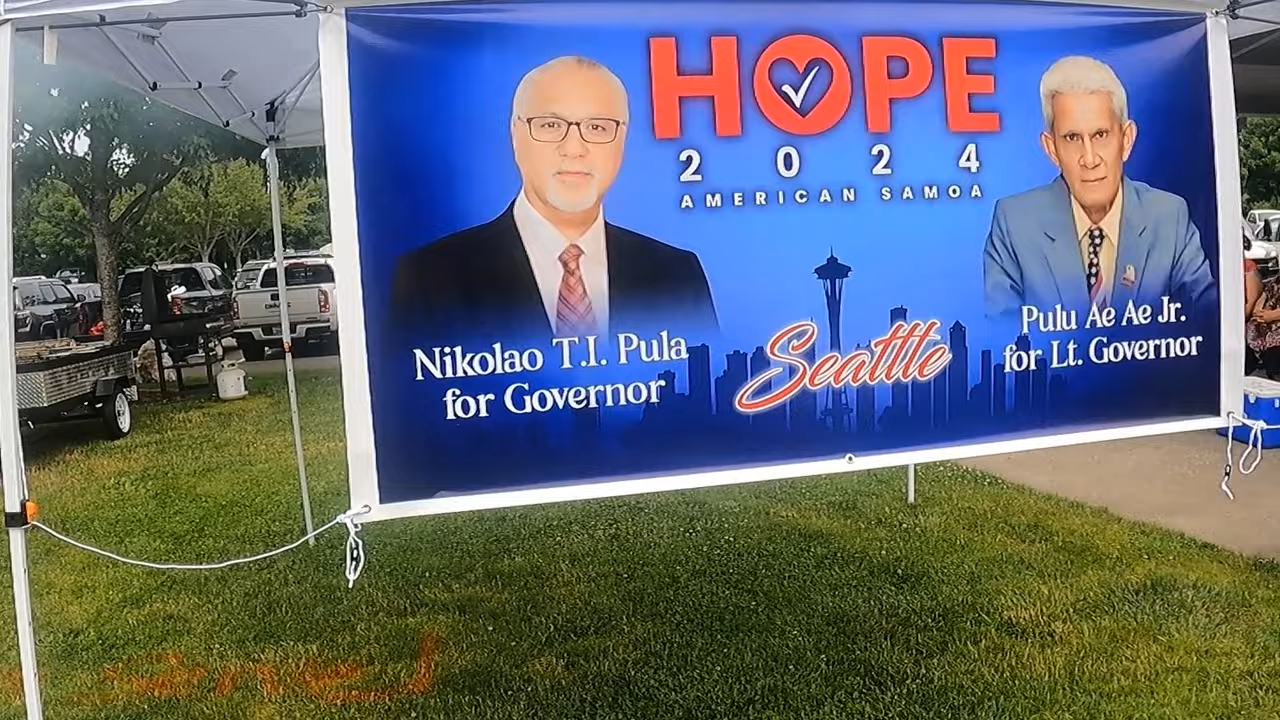 HOPE
2024
AMERICAN SAMOA
Nikolao T.I. Pula
for Governor
Seattle
Pulu Ae Ae Jr.
for Lt. Governor